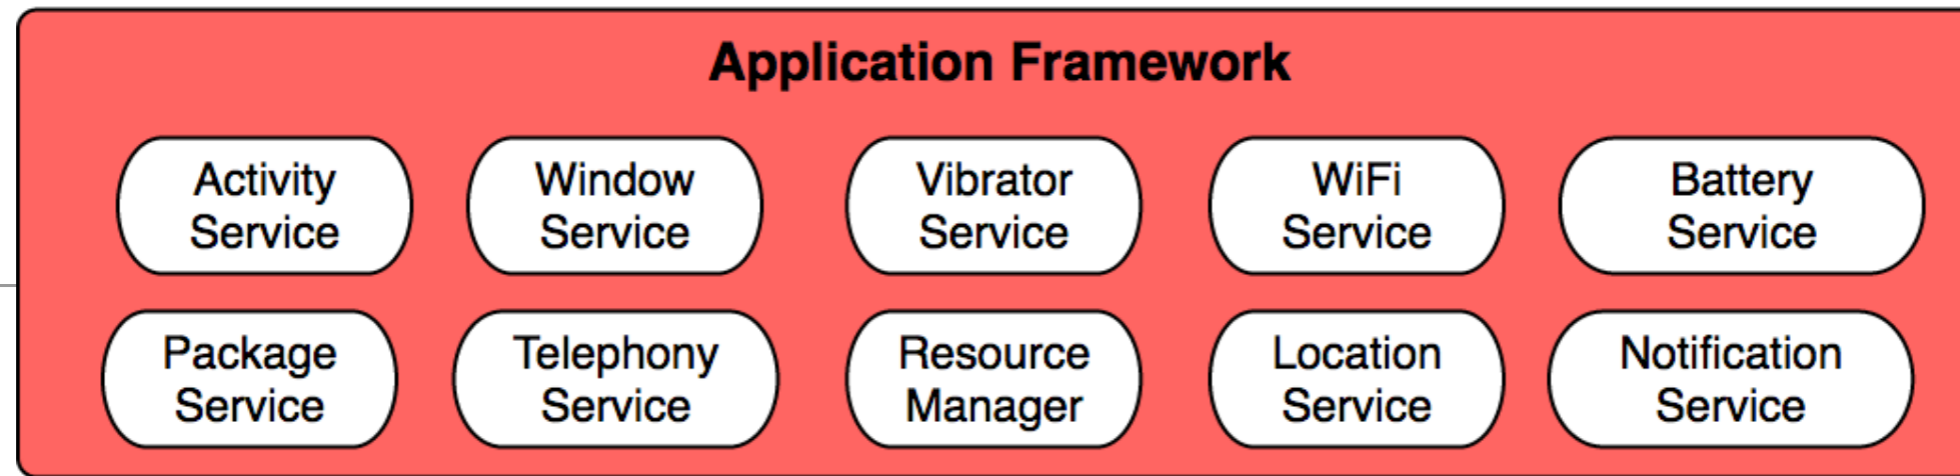 Application Framework
Activity
Service
Window
Service
Vibrator
Service
WiFi
Service
Battery
Service
Package
Service
Telephony
Service
Resource
Manager
Location
Service
Notification
Service